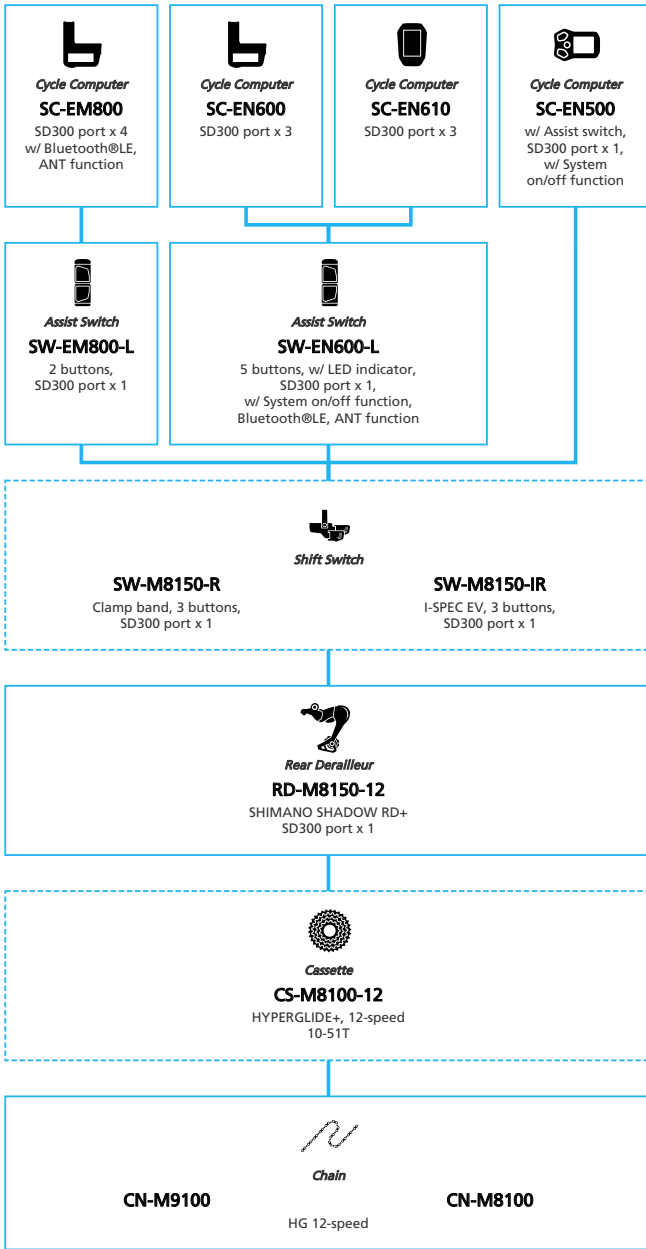 Cycle Computer
SC-EM800
SD300 port x 4
w/ Bluetooth®LE,
ANT function
Cycle Computer
SC-EN600
SD300 port x 3
Cycle Computer
SC-EN610
SD300 port x 3
Cycle Computer
SC-EN500
w/ Assist switch,
SD300 port x 1,
w/ System
on/off function
Assist Switch
SW-EM800-L
2 buttons,
SD300 port x 1
Assist Switch
SW-EN600-L
5 buttons, w/ LED indicator,
SD300 port x 1,
w/ System on/off function,
Bluetooth®LE, ANT function
Shift Switch
SW-M8150-R
Clamp band, 3 buttons,
SD300 port x 1
SW-M8150-IR
I-SPEC EV, 3 buttons,
SD300 port x 1
Rear Derailleur
RD-M8150-12
SHIMANO SHADOW RD+
SD300 port x 1
Cassette
CS-M8100-12
HYPERGLIDE+, 12-speed
10-51T
Chain
CN-M9100
CN-M8100
HG 12-speed